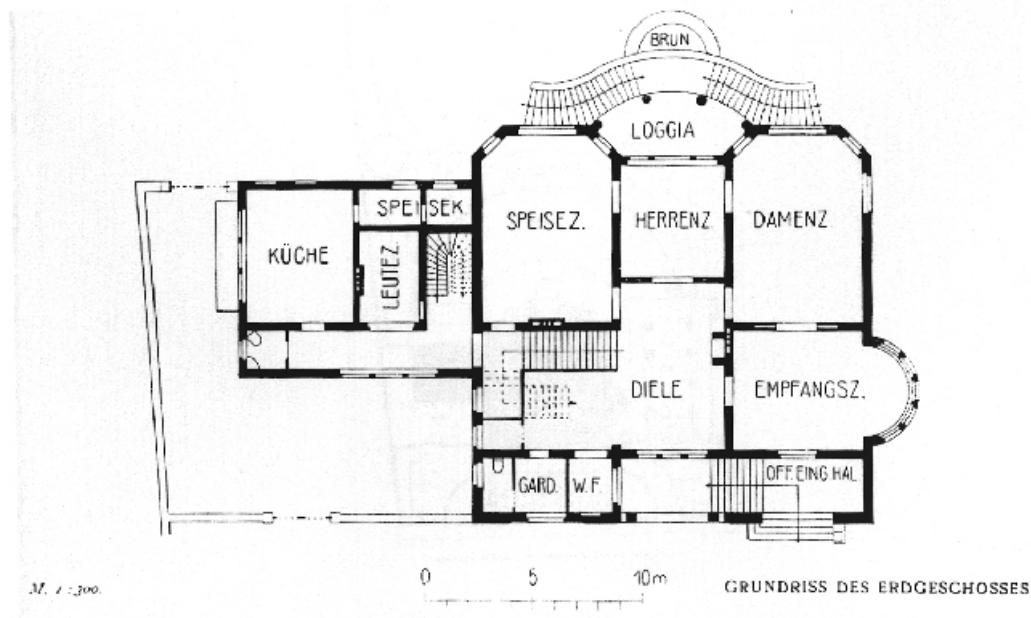 BRUN
LOGGIA
SPEI
SEK.
SPEISEZ.
HERRENZ.
DAMENZ.
KÜCHE
LEUTEZ.
DIELE
EMPFANGSZ.
GARD.
W.F.
OFF.EING.HAL.
0 5 10m
M. 1:300.
GRUNDRISS DES ERDGESCHOSSES